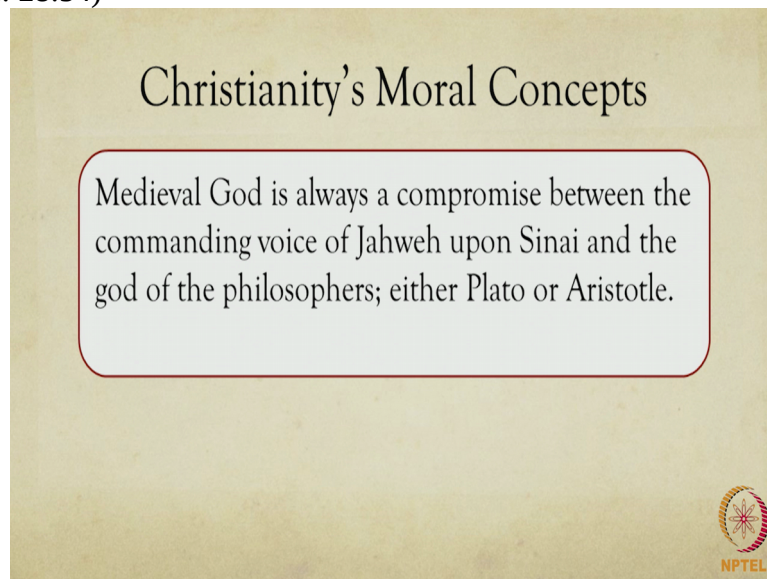 Christianity's Moral Concepts
Medieval God is always a compromise between the
commanding voice of Jahweh upon Sinai and the
god of the philosophers; either Plato or Aristotle.
NPTEL